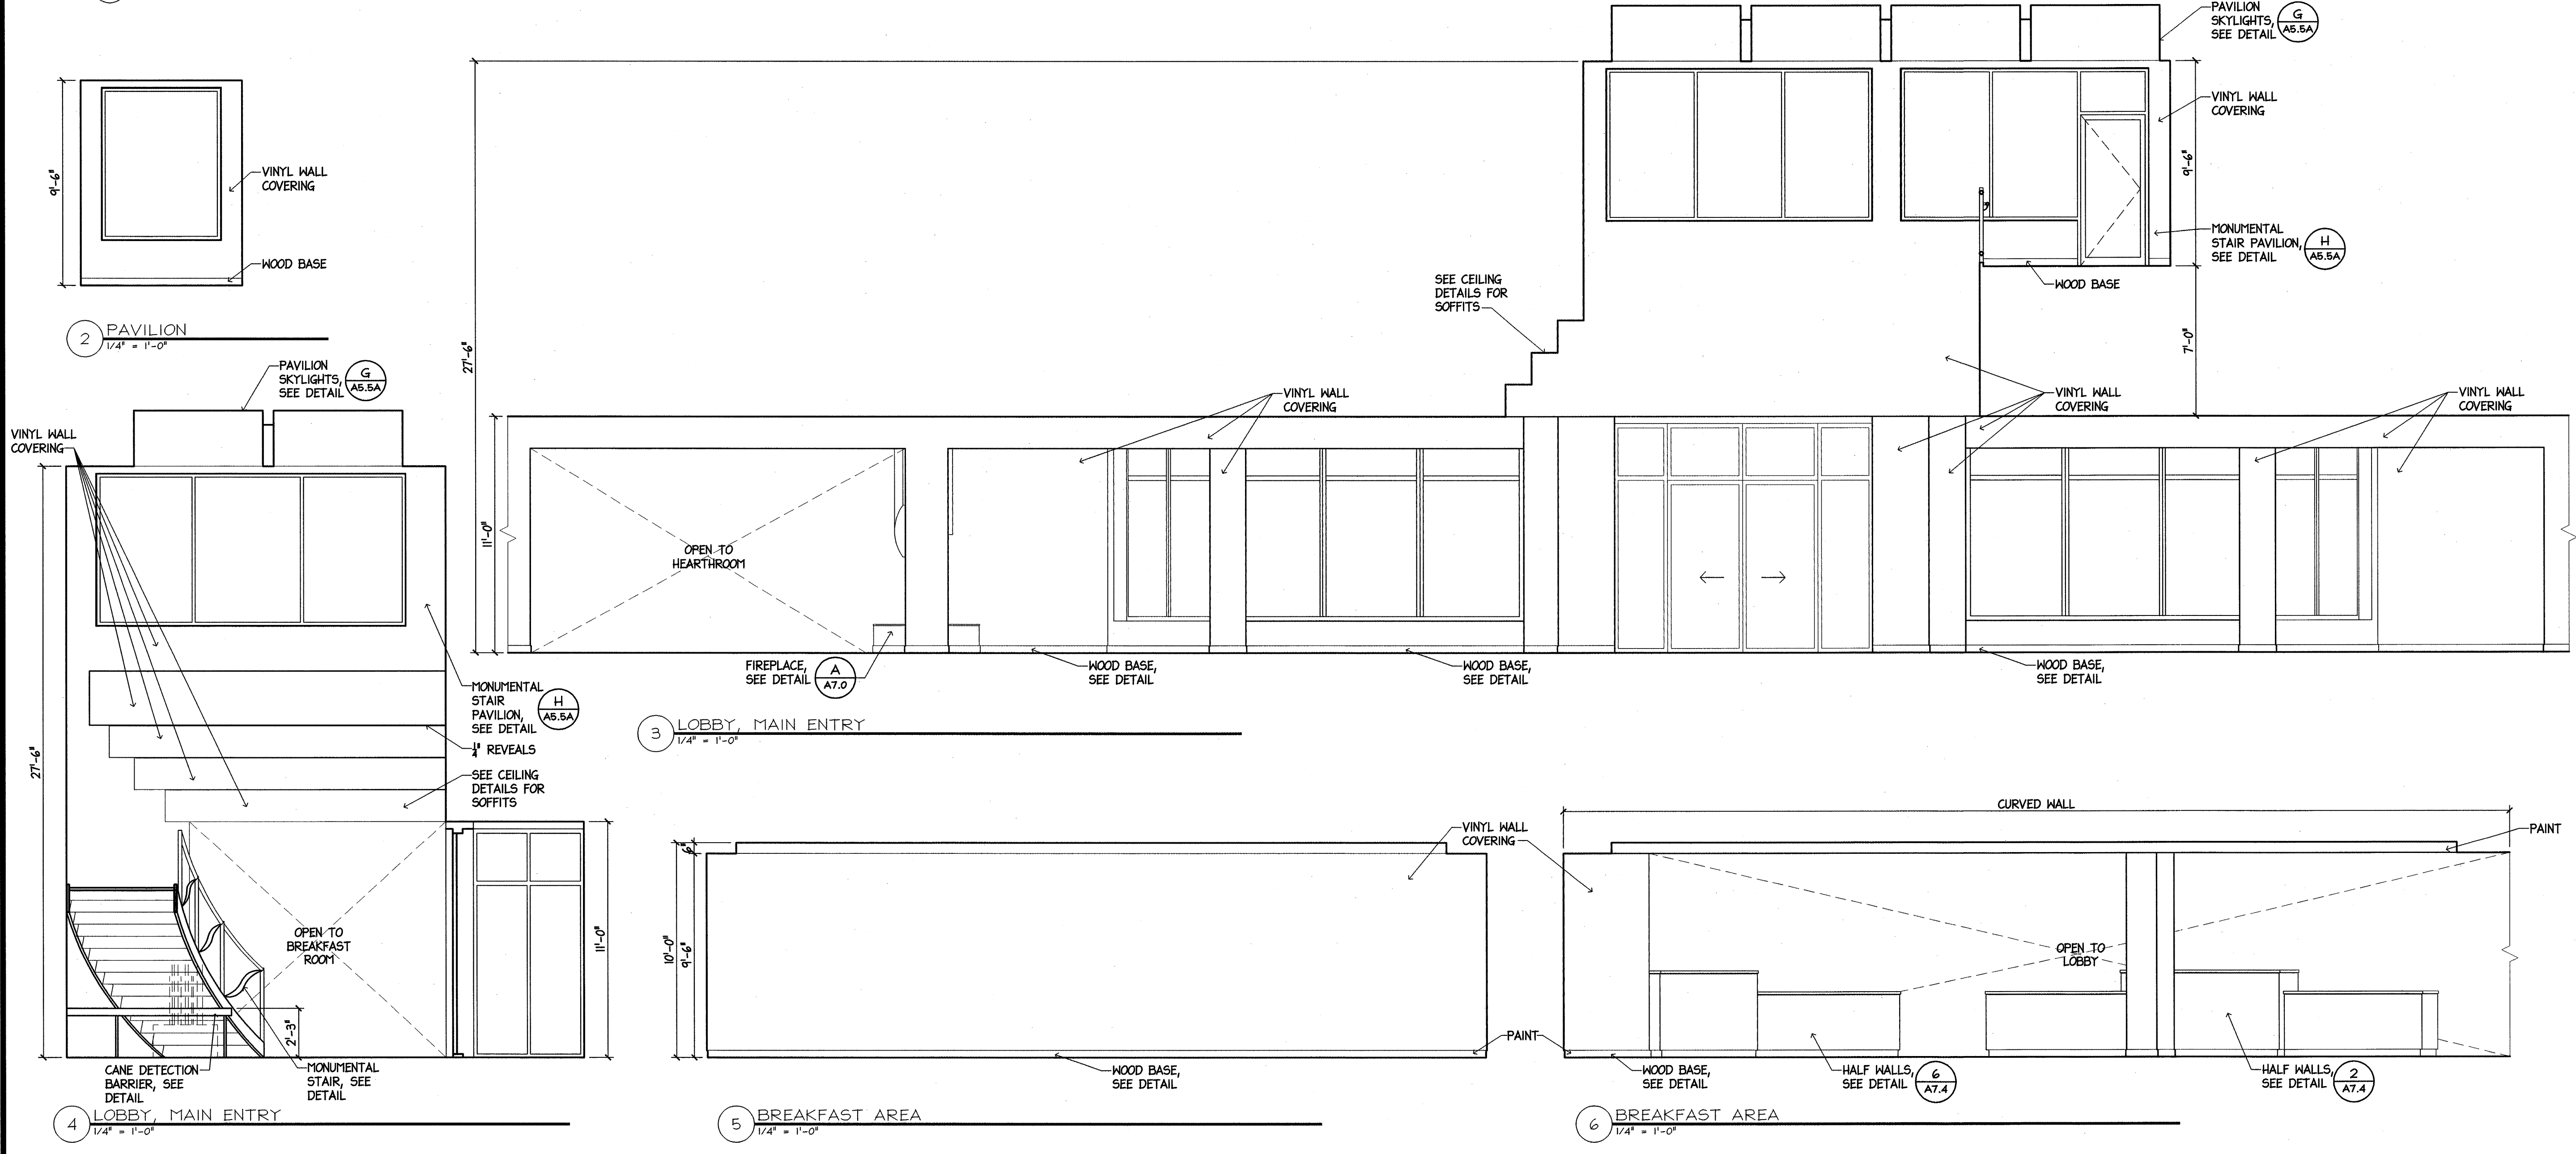 9'-6"
VINYL WALL
COVERING
WOOD BASE
2
PAVILION
1/4" = 1'-0"
PAVILION
SKYLIGHTS,
SEE DETAIL
G
A5.5A
VINYL WALL
COVERING
27'-6"
MONUMENTAL
STAIR
PAVILION,
SEE DETAIL
H
A5.5A
1/4" REVEALS
SEE CEILING
DETAILS FOR
SOFFITS
OPEN TO
BREAKFAST
ROOM
11'-0"
2'-3"
CANE DETECTION
BARRIER, SEE
DETAIL
MONUMENTAL
STAIR, SEE
DETAIL
4
LOBBY, MAIN ENTRY
1/4" = 1'-0"
PAVILION
SKYLIGHTS,
SEE DETAIL
G
A5.5A
VINYL WALL
COVERING
9'-6"
MONUMENTAL
STAIR PAVILION,
SEE DETAIL
H
A5.5A
WOOD BASE
SEE CEILING
DETAILS FOR
SOFFITS
27'-6"
7'-0"
VINYL WALL
COVERING
VINYL WALL
COVERING
VINYL WALL
COVERING
11'-0"
OPEN TO
HEARTHROOM
FIREPLACE,
SEE DETAIL
A
A7.0
WOOD BASE,
SEE DETAIL
WOOD BASE,
SEE DETAIL
WOOD BASE,
SEE DETAIL
3
LOBBY, MAIN ENTRY
1/4" = 1'-0"
VINYL WALL
COVERING
6"
10'-0"
9'-6"
PAINT
WOOD BASE,
SEE DETAIL
5
BREAKFAST AREA
1/4" = 1'-0"
CURVED WALL
PAINT
OPEN TO
LOBBY
WOOD BASE,
SEE DETAIL
HALF WALLS,
SEE DETAIL
6
A7.4
HALF WALLS,
SEE DETAIL
2
A7.4
6
BREAKFAST AREA
1/4" = 1'-0"